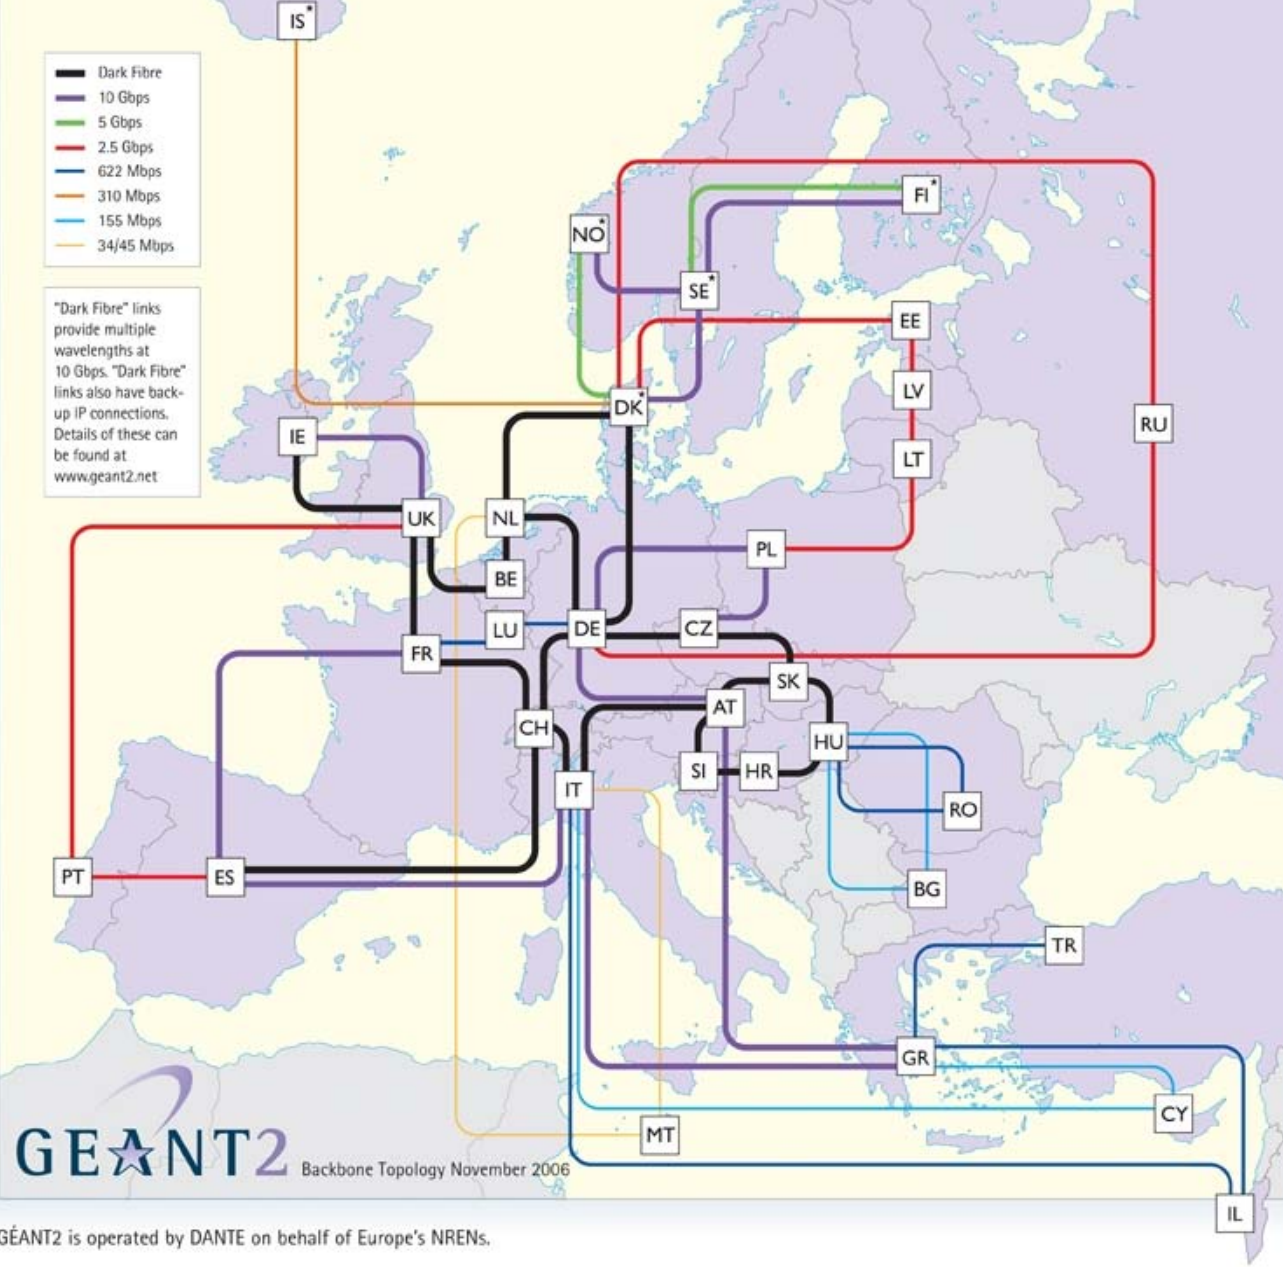 IS*
Dark Fibre
10 Gbps
5 Gbps
2.5 Gbps
622 Mbps
310 Mbps
155 Mbps
34/45 Mbps
"Dark Fibre" links
provide multiple
wavelengths at
10 Gbps. "Dark Fibre"
links also have back-
up IP connections.
Details of these can
be found at
www.geant2.net
FI*
NO*
SE*
EE
LV
DK*
RU
IE
LT
UK
NL
PL
BE
LU
DE
CZ
FR
SK
AT
CH
HU
SI
HR
IT
RO
PT
ES
BG
TR
GR
CY
MT
GEANT2
Backbone Topology November 2006
IL
GÉANT2 is operated by DANTE on behalf of Europe's NRENs.